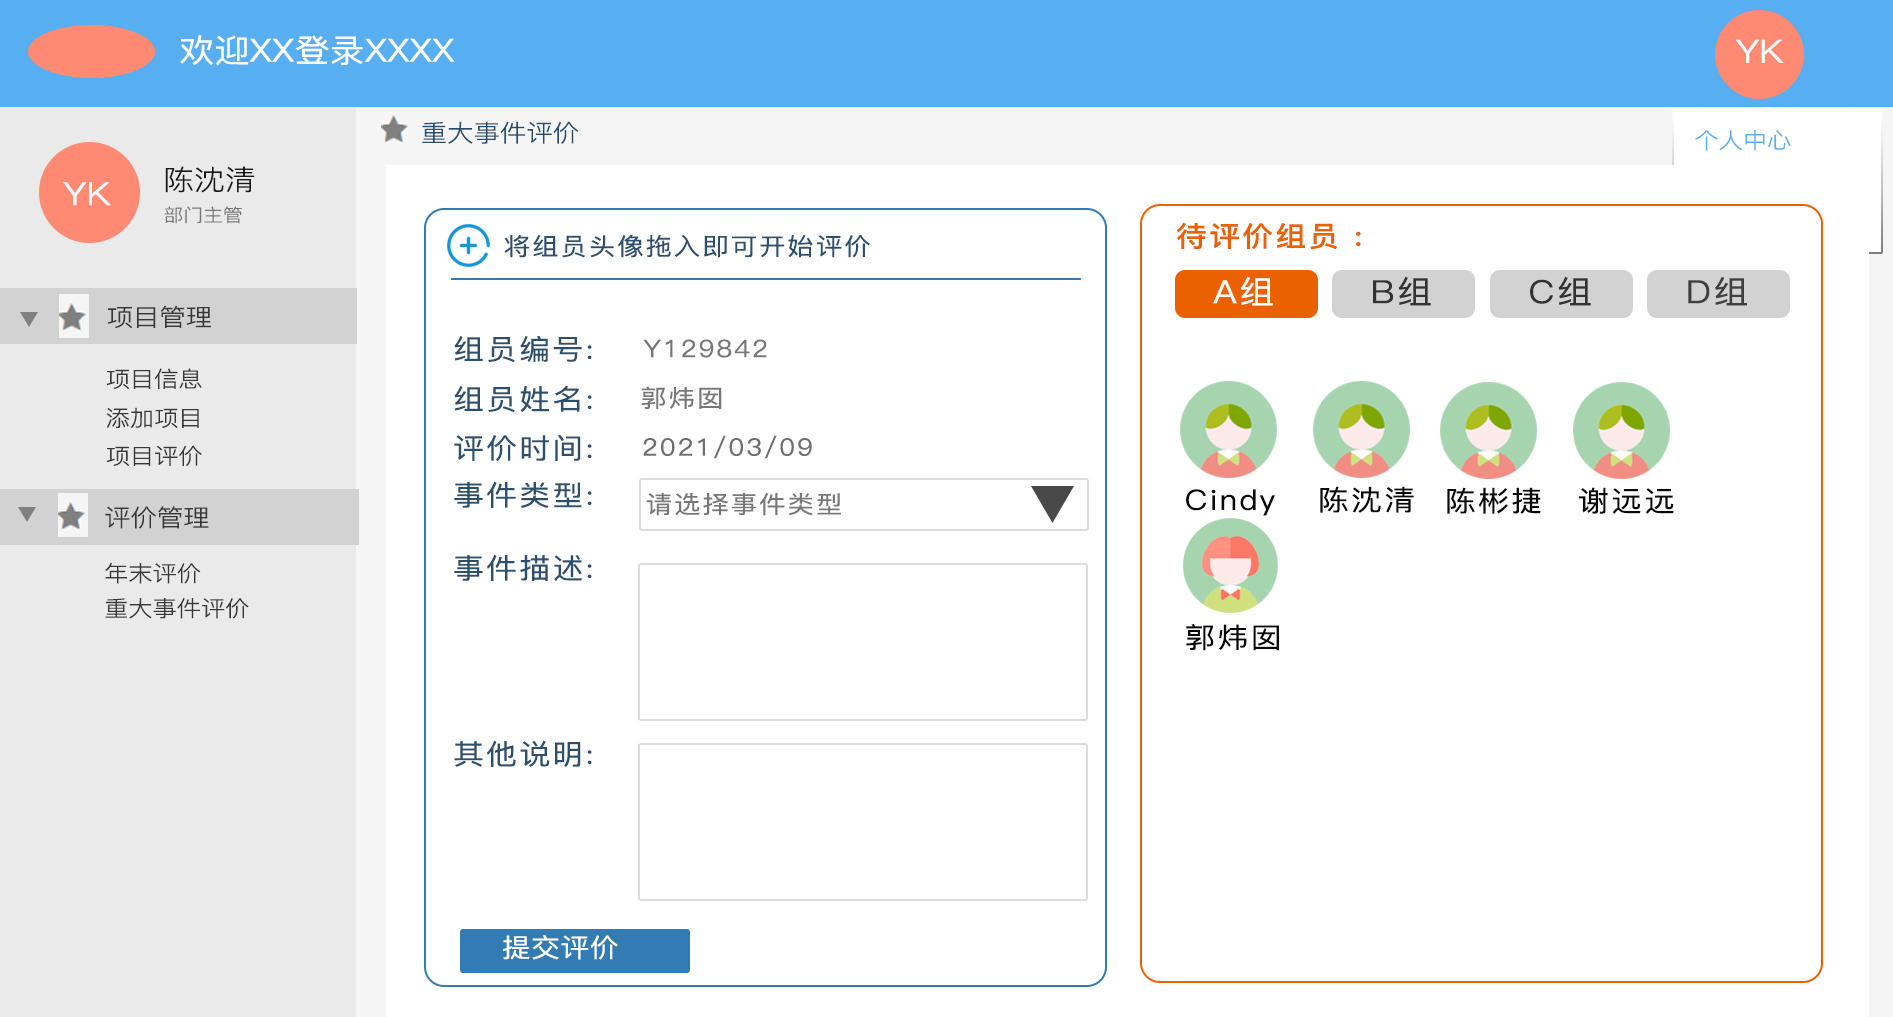 欢迎XX登录XXXX
YK
YK
陈沈清
部门主管
项目管理
项目信息
添加项目
项目评价
评价管理
年末评价
重大事件评价
重大事件评价
个人中心
将组员头像拖入即可开始评价
组员编号: Y129842
组员姓名: 郭炜囡
评价时间: 2021/03/09
事件类型: 请选择事件类型
事件描述:
其他说明:
提交评价
待评价组员：
A组 B组 C组 D组
Cindy 陈沈清 陈彬捷 谢远远
郭炜囡